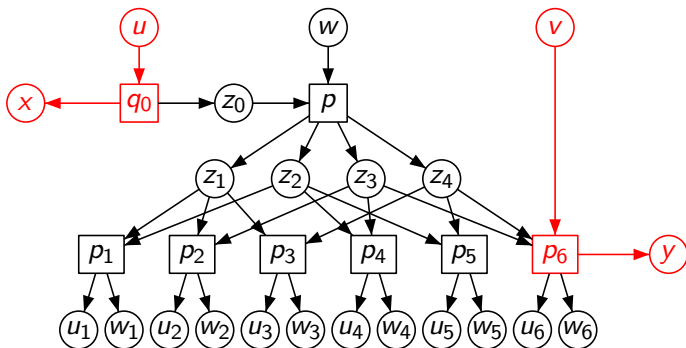 u w v
x q₀ z₀ p
z₁ z₂ z₃ z₄
p₁ p₂ p₃ p₄ p₅ p₆ y
u₁ w₁ u₂ w₂ u₃ w₃ u₄ w₄ u₅ w₅ u₆ w₆